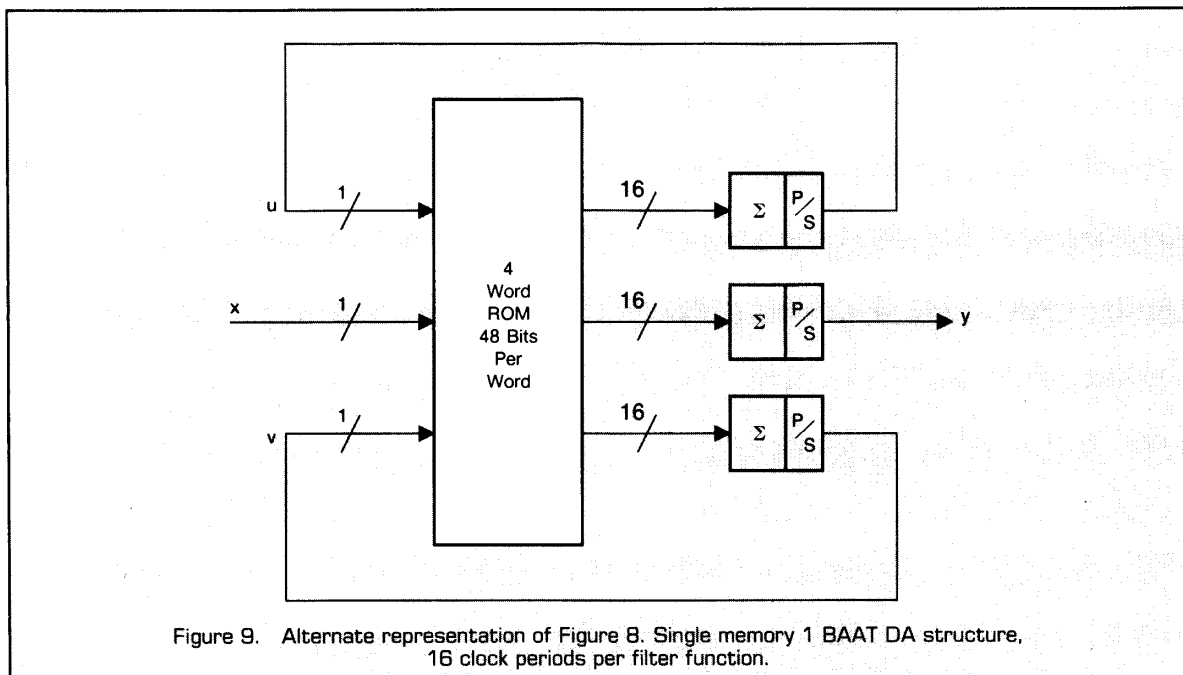 u 1 16 Σ P/S
x 1 4 Word ROM 48 Bits Per Word 16 Σ P/S y
v 1 16 Σ P/S
Figure 9. Alternate representation of Figure 8. Single memory 1 BAAT DA structure,
16 clock periods per filter function.